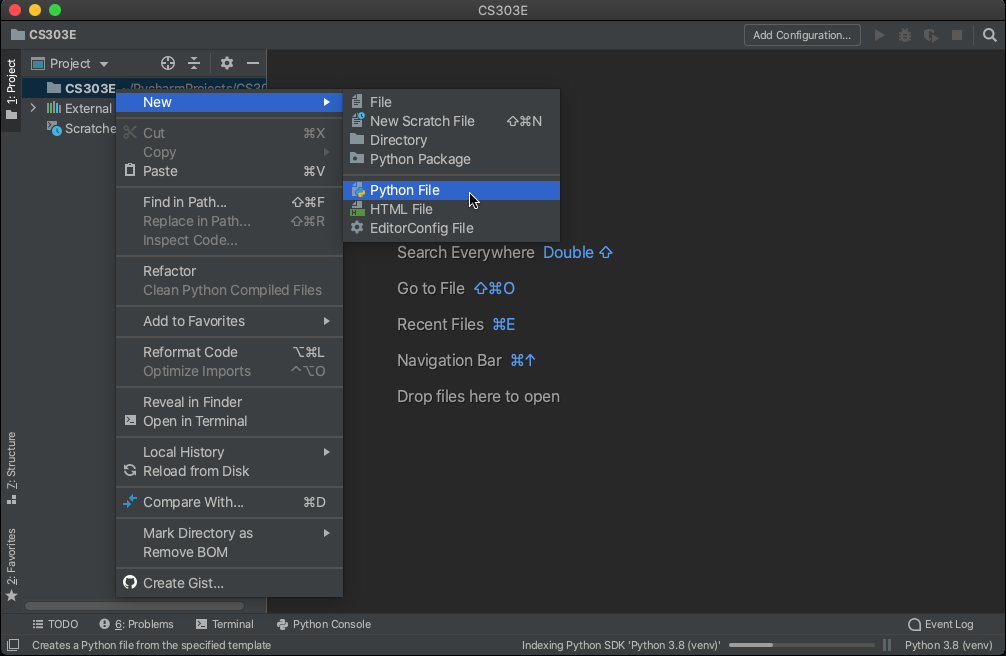 CS303E
CS303E
Add Configuration...
1: Project
Project
CS303E ~/PycharmProjects/CS303
External
Scratche
New
Cut ⌘X
Copy
Paste ⌘V
Find in Path... ⇧⌘F
Replace in Path... ⇧⌘R
Inspect Code...
Refactor
Clean Python Compiled Files
Add to Favorites
Reformat Code ⌥⌘L
Optimize Imports ^⌥O
Reveal in Finder
Open in Terminal
Local History
Reload from Disk
Compare With... ⌘D
Mark Directory as
Remove BOM
Create Gist...
File
New Scratch File ⇧⌘N
Directory
Python Package
Python File
HTML File
EditorConfig File
Search Everywhere Double ⇧
Go to File ⇧⌘O
Recent Files ⌘E
Navigation Bar ⌘↑
Drop files here to open
Z: Structure
2: Favorites
TODO
6: Problems
Terminal
Python Console
Event Log
Creates a Python file from the specified template
Indexing Python SDK 'Python 3.8 (venv)'
Python 3.8 (venv)